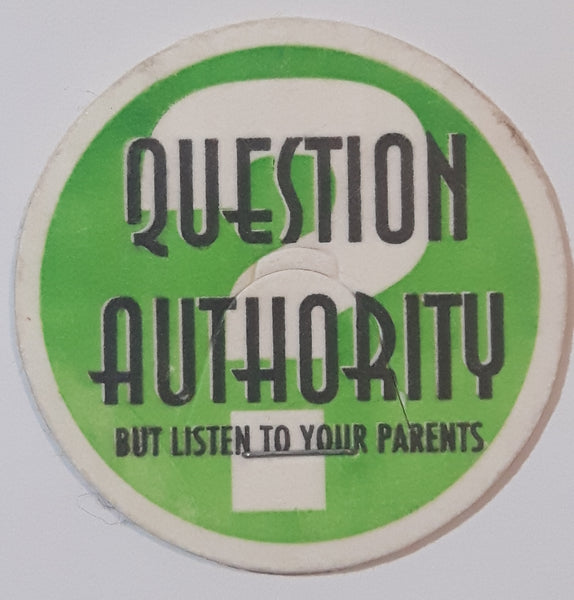 QUESTION
AUTHORITY
BUT LISTEN TO YOUR PARENTS